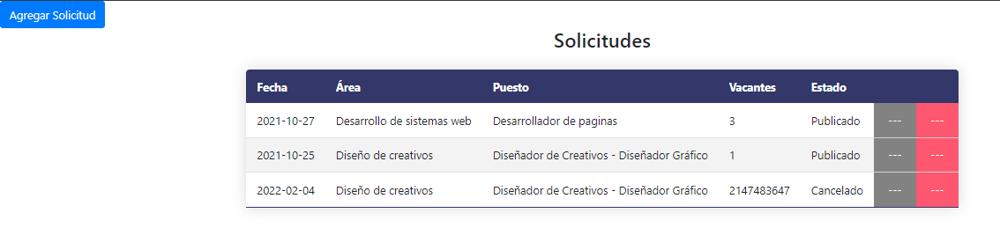 Agregar Solicitud
Solicitudes
Fecha Área Puesto Vacantes Estado
2021-10-27 Desarrollo de sistemas web Desarrollador de paginas 3 Publicado --- ---
2021-10-25 Diseño de creativos Diseñador de Creativos - Diseñador Gráfico 1 Publicado --- ---
2022-02-04 Diseño de creativos Diseñador de Creativos - Diseñador Gráfico 2147483647 Cancelado --- ---